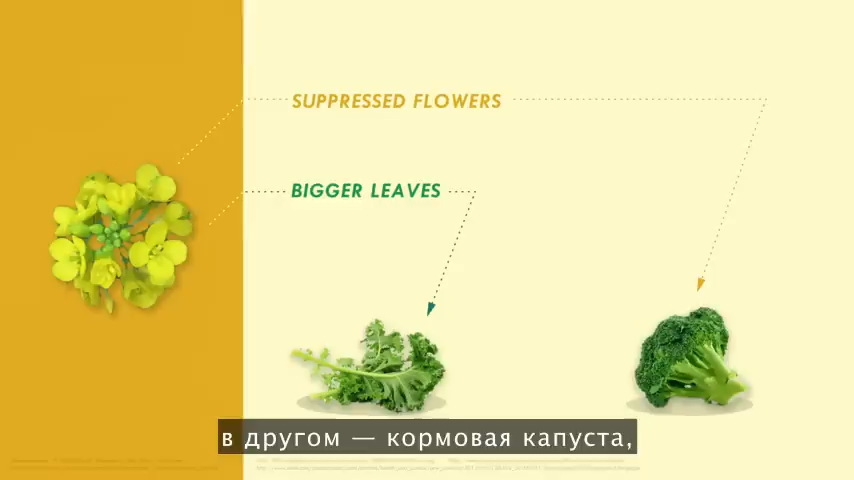 SUPPRESSED FLOWERS
BIGGER LEAVES
в другом — кормовая капуста,